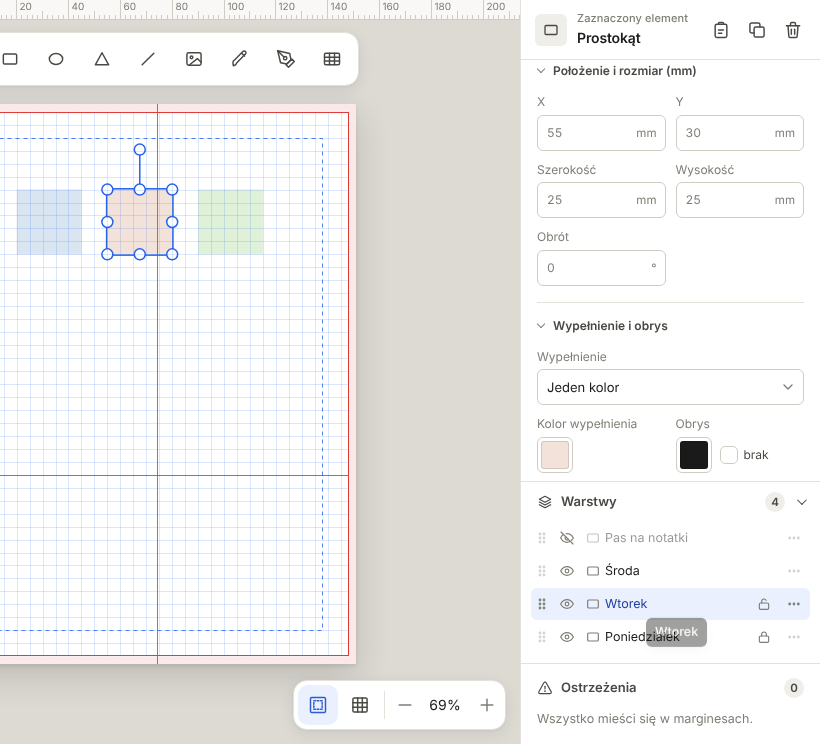 20 40 60 80 100 120 140 160 180 200
Zaznaczony element
Prostokąt
Położenie i rozmiar (mm)
X Y
55 mm 30 mm
Szerokość Wysokość
25 mm 25 mm
Obrót
0 °
Wypełnienie i obrys
Wypełnienie
Jeden kolor
Kolor wypełnienia Obrys
brak
Warstwy 4
Pas na notatki
Środa
Wtorek
Wtorek
Poniedziałek
Ostrzeżenia 0
Wszystko mieści się w marginesach.
69%